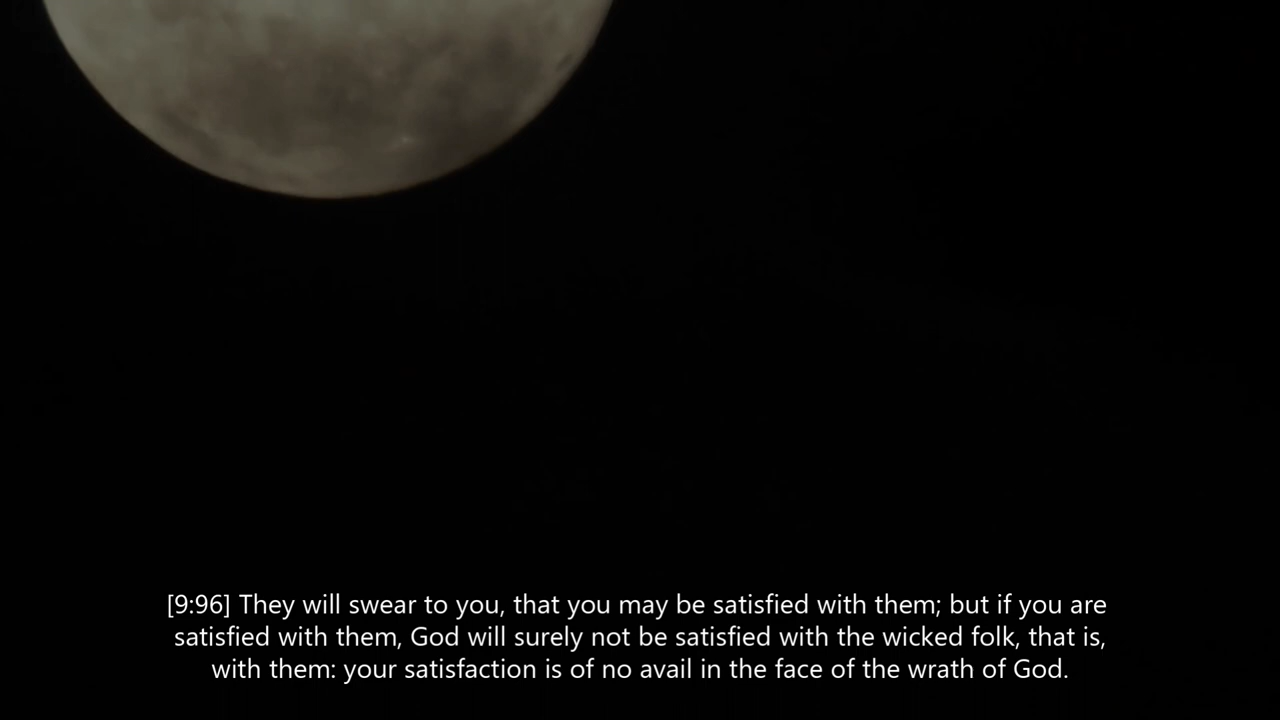 [9:96] They will swear to you, that you may be satisfied with them; but if you are
satisfied with them, God will surely not be satisfied with the wicked folk, that is,
with them: your satisfaction is of no avail in the face of the wrath of God.